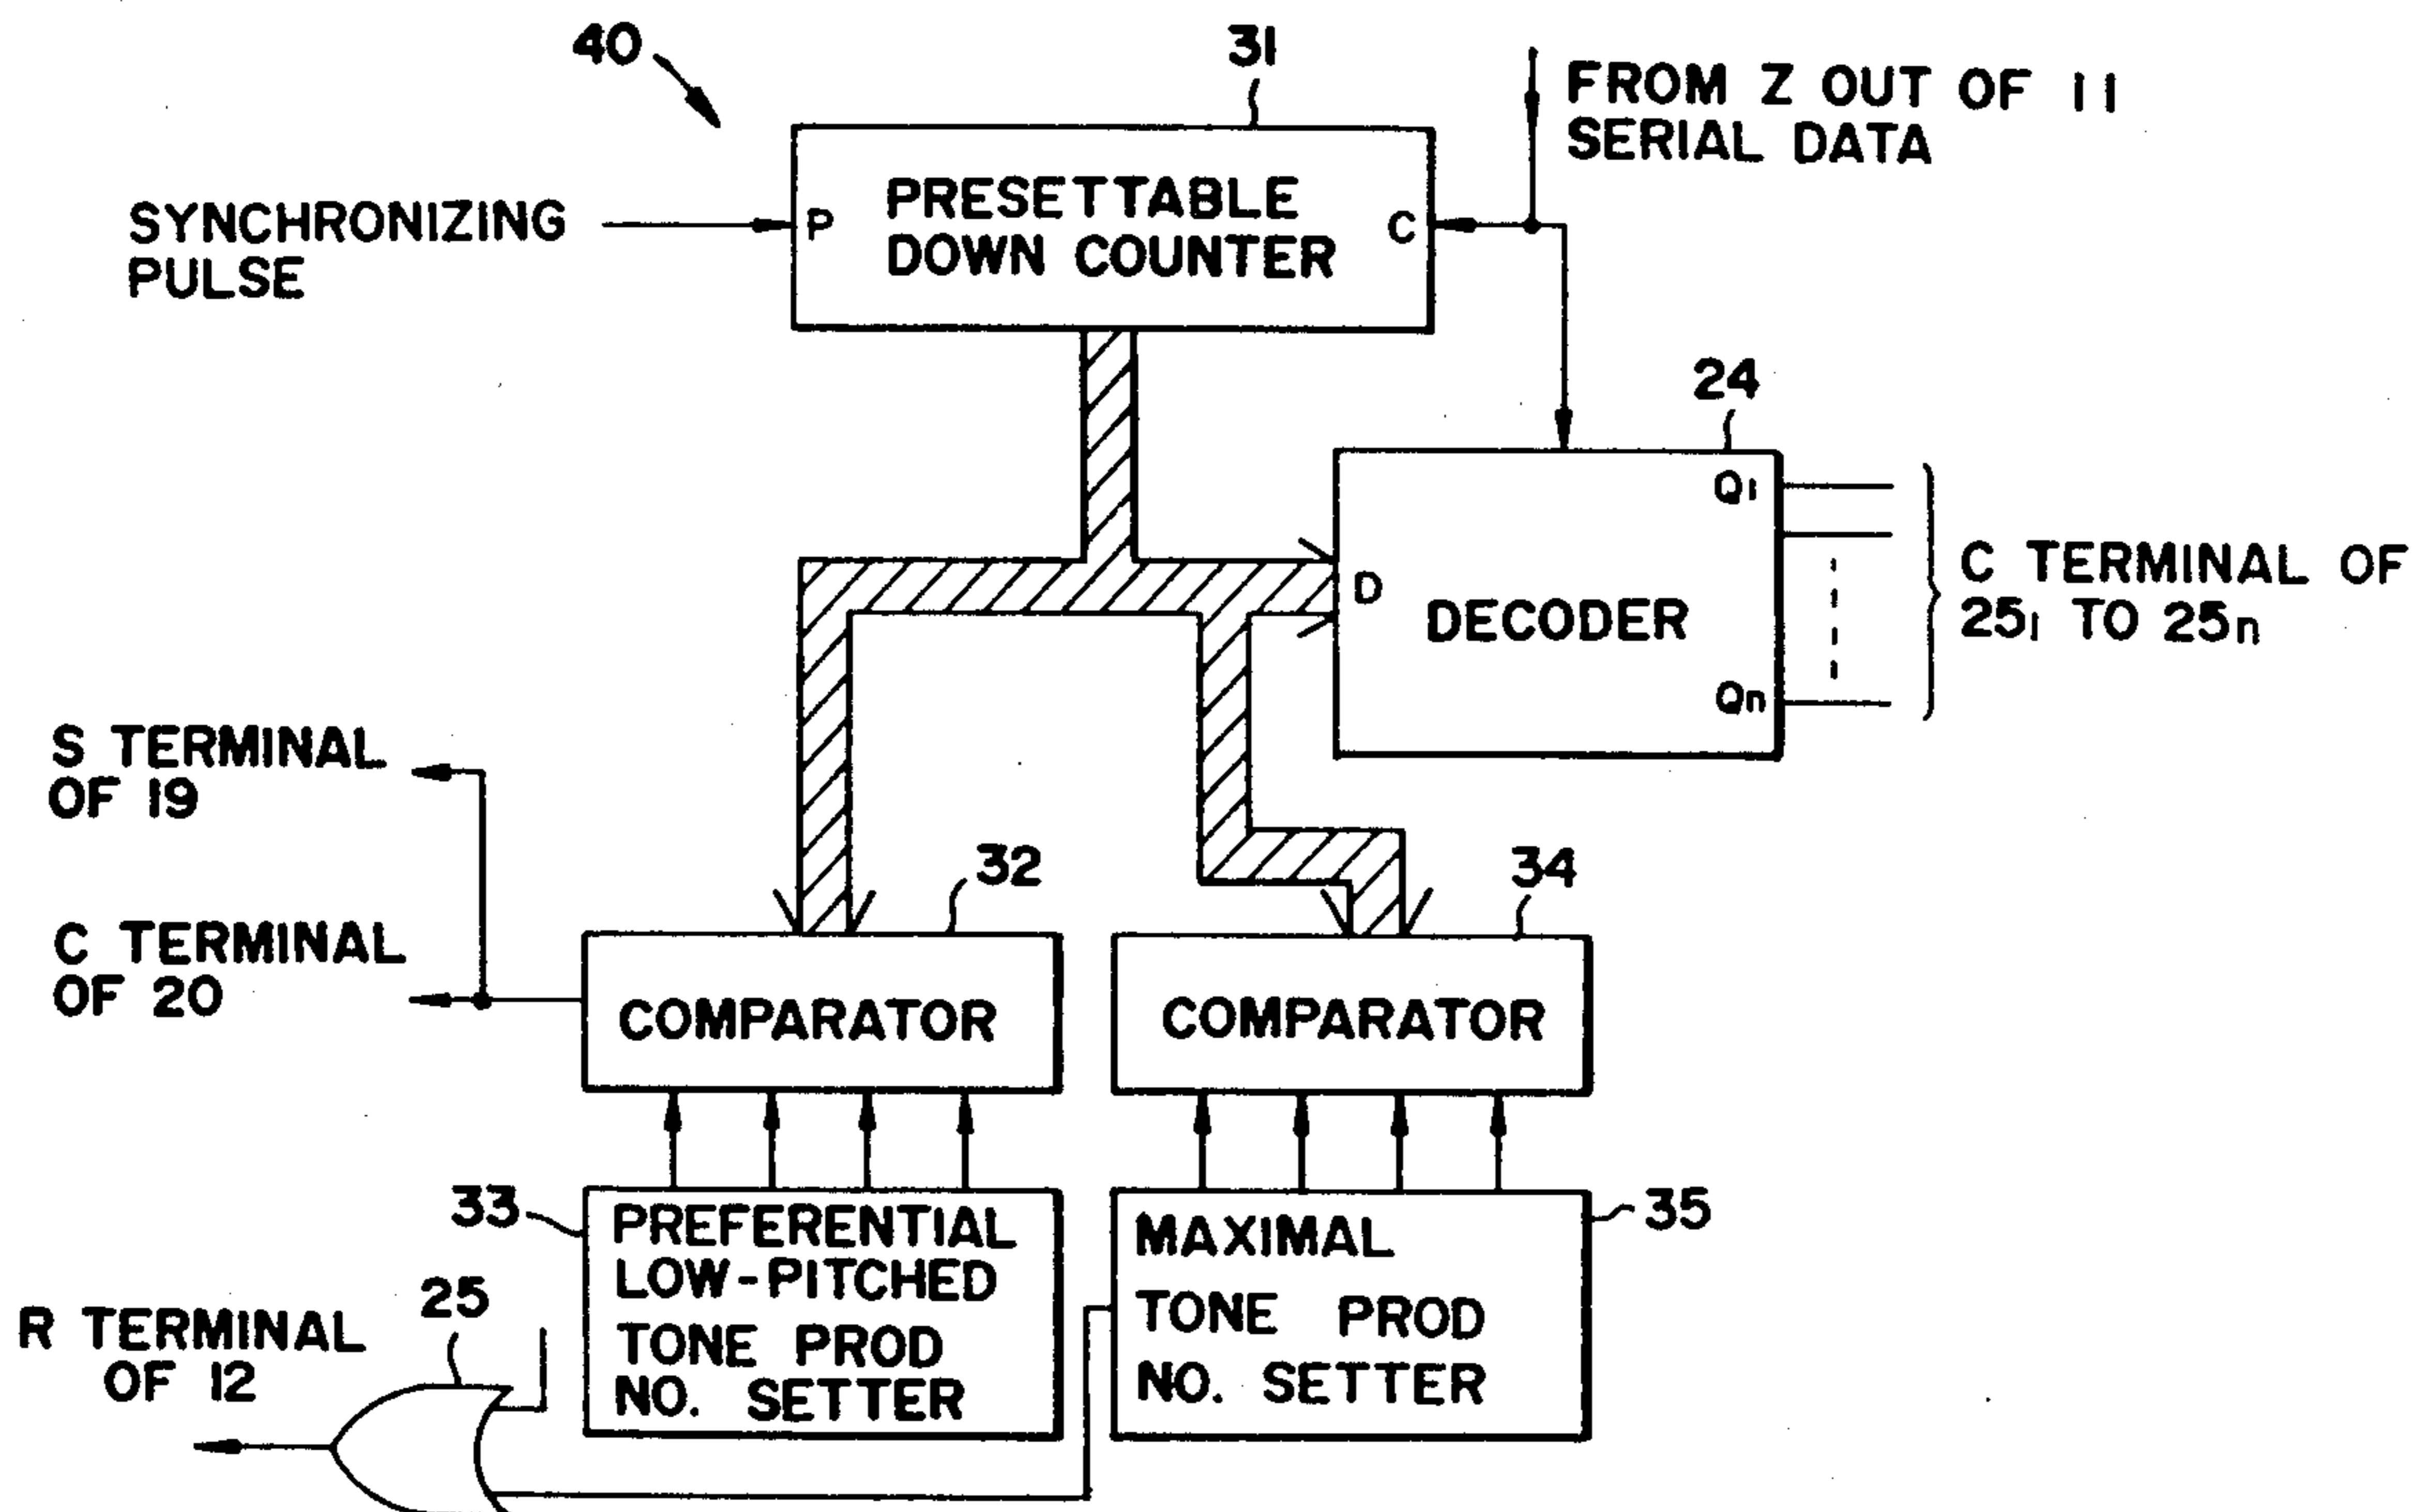 40
31
FROM Z OUT OF 11
SERIAL DATA
SYNCHRONIZING
PULSE
P
PRESETTABLE
DOWN COUNTER
C
24
Q1
D
DECODER
Qn
C TERMINAL OF
251 TO 25n
S TERMINAL
OF 19
C TERMINAL
OF 20
32
COMPARATOR
34
COMPARATOR
33
PREFERENTIAL
LOW-PITCHED
TONE PROD
NO. SETTER
MAXIMAL
TONE PROD
NO. SETTER
35
25
R TERMINAL
OF 12